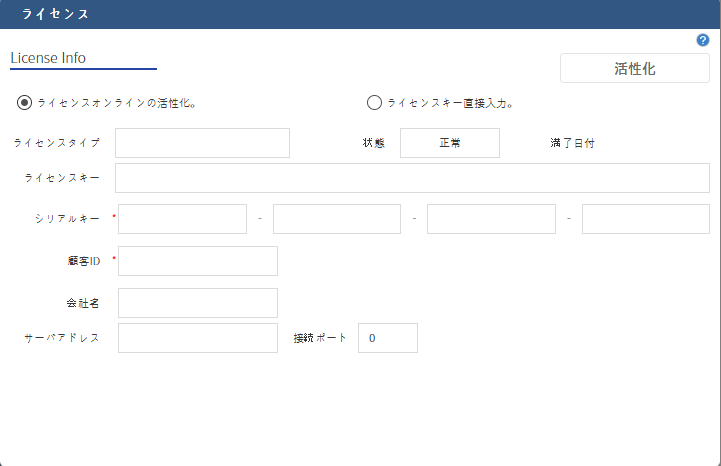 ライセンス
?
License Info
活性化
ライセンスオンラインの活性化。 ライセンスキー直接入力。
ライセンスタイプ 状態 正常 満了日付
ライセンスキー
シリアルキー * - - -
顧客ID *
会社名
サーバアドレス 接続ポート 0